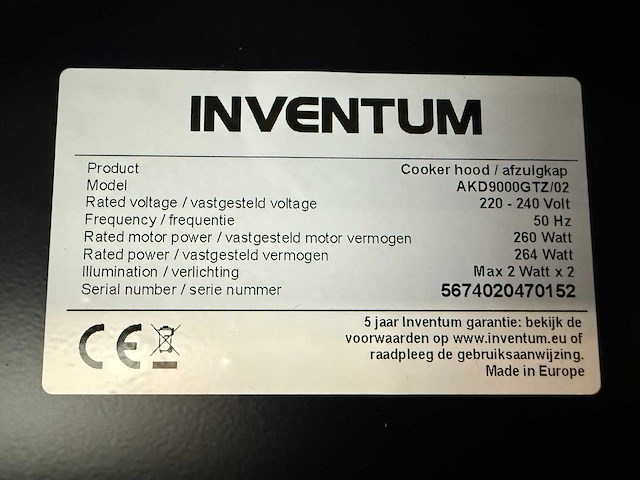 INVENTUM
Product Cooker hood / afzuigkap
Model AKD9000GTZ/02
Rated voltage / vastgesteld voltage 220 - 240 Volt
Frequency / frequentie 50 Hz
Rated motor power / vastgesteld motor vermogen 260 Watt
Rated power / vastgesteld vermogen 264 Watt
Illumination / verlichting Max 2 Watt x 2
Serial number / serie nummer 5674020470152
5 jaar Inventum garantie: bekijk de
voorwaarden op www.inventum.eu of
raadpleeg de gebruiksaanwijzing.
Made in Europe
CE